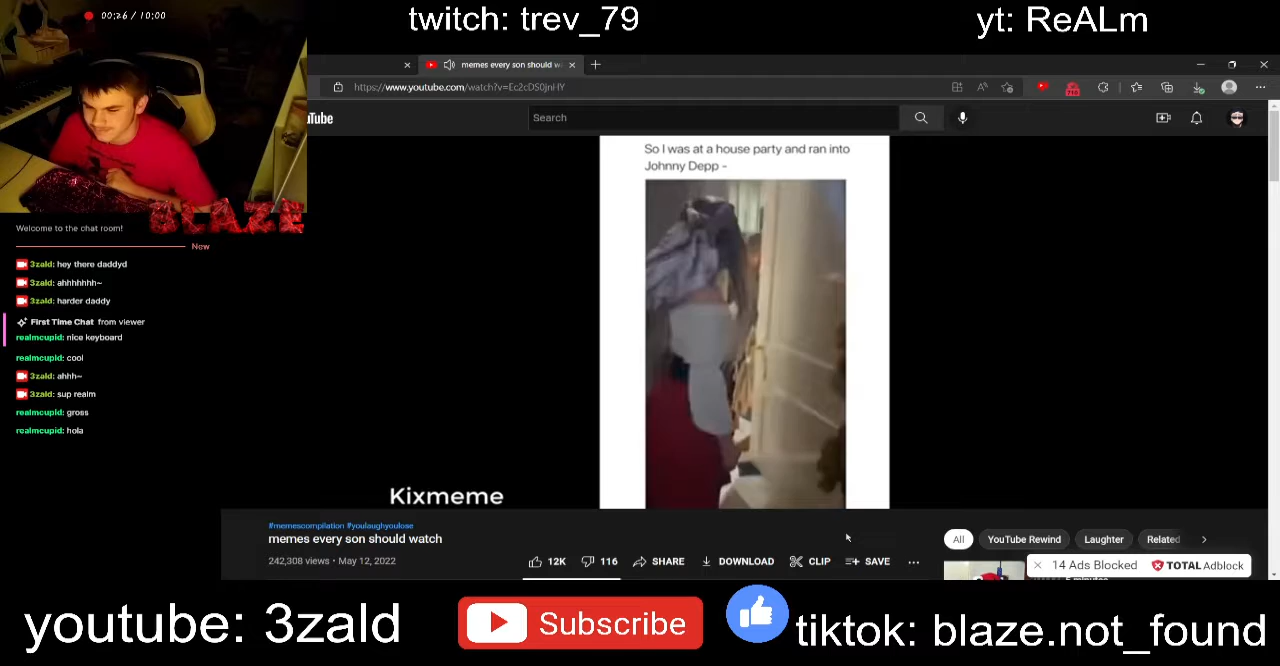 twitch: trev_79
yt: ReALm
00:26 / 10:00
memes every son should w
https://www.youtube.com/watch?v=Ec2cDS0jnHY
uTube
Search
So I was at a house party and ran into
Johnny Depp -
BLAZE
Welcome to the chat room!
New
3zald: hey there daddyd
3zald: ahhhhhhh~
3zald: harder daddy
First Time Chat from viewer
realmcupid: nice keyboard
realmcupid: cool
3zald: ahhh~
3zald: sup realm
realmcupid: gross
realmcupid: hola
Kixmeme
#memescompilation #youlaughyoulose
memes every son should watch
242,308 views • May 12, 2022
12K
116
SHARE
DOWNLOAD
CLIP
SAVE
All
YouTube Rewind
Laughter
Related
14 Ads Blocked
TOTAL Adblock
youtube: 3zald
Subscribe
tiktok: blaze.not_found